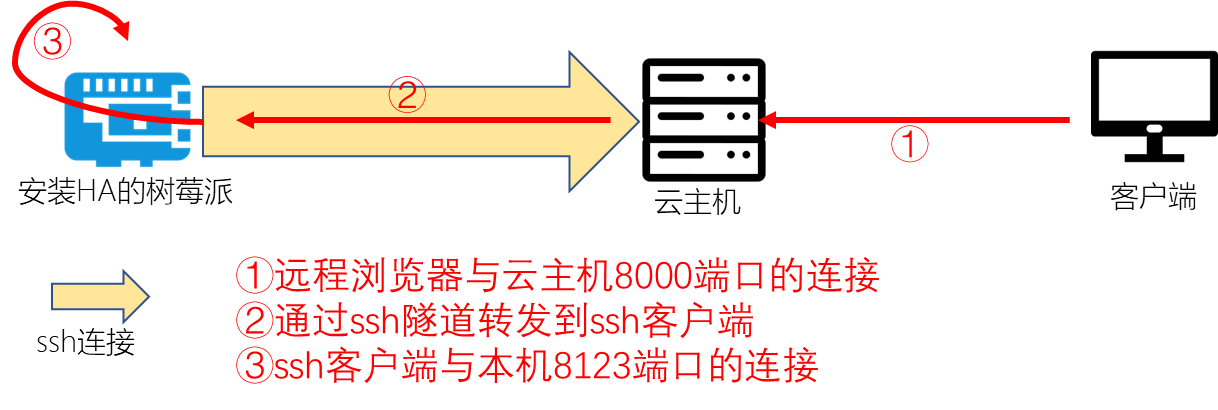 ③
②
①
安装HA的树莓派
云主机
客户端
ssh连接
①远程浏览器与云主机8000端口的连接
②通过ssh隧道转发到ssh客户端
③ssh客户端与本机8123端口的连接